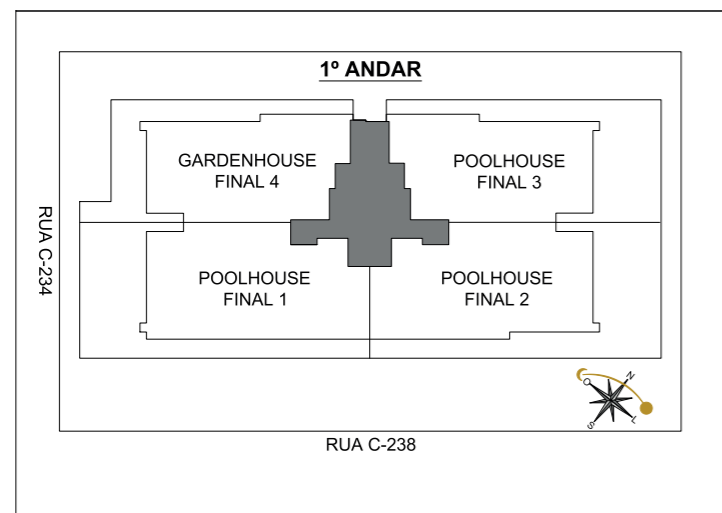 1º ANDAR
GARDENHOUSE
FINAL 4
POOLHOUSE
FINAL 3
RUA C-234
POOLHOUSE
FINAL 1
POOLHOUSE
FINAL 2
O
N
S
L
RUA C-238